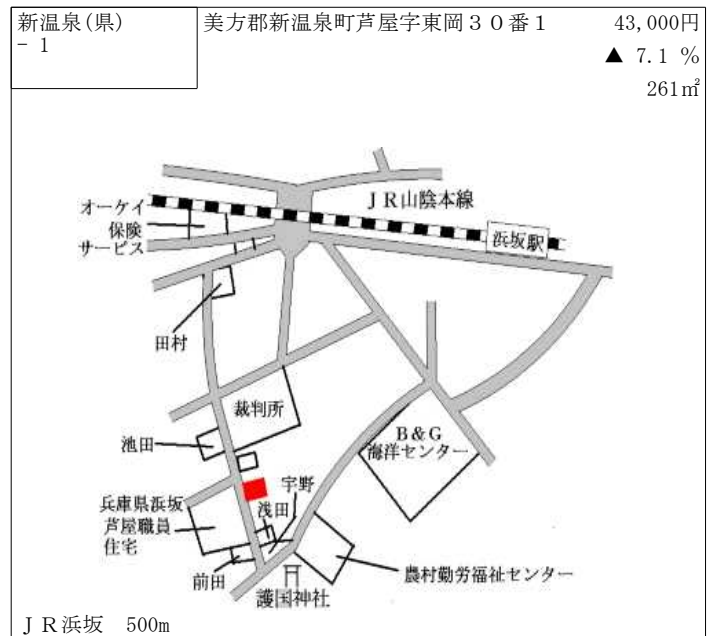 新温泉(県)
- 1
美方郡新温泉町芦屋字東岡３０番１
43,000円
▲ 7.1 %
261㎡
ＪＲ山陰本線
オーケイ
保険
サービス
浜坂駅
田村
裁判所
池田
B＆G
海洋センター
宇野
兵庫県浜坂
芦屋職員
住宅
浅田
前田
農村勤労福祉センター
護国神社
ＪＲ浜坂　500m